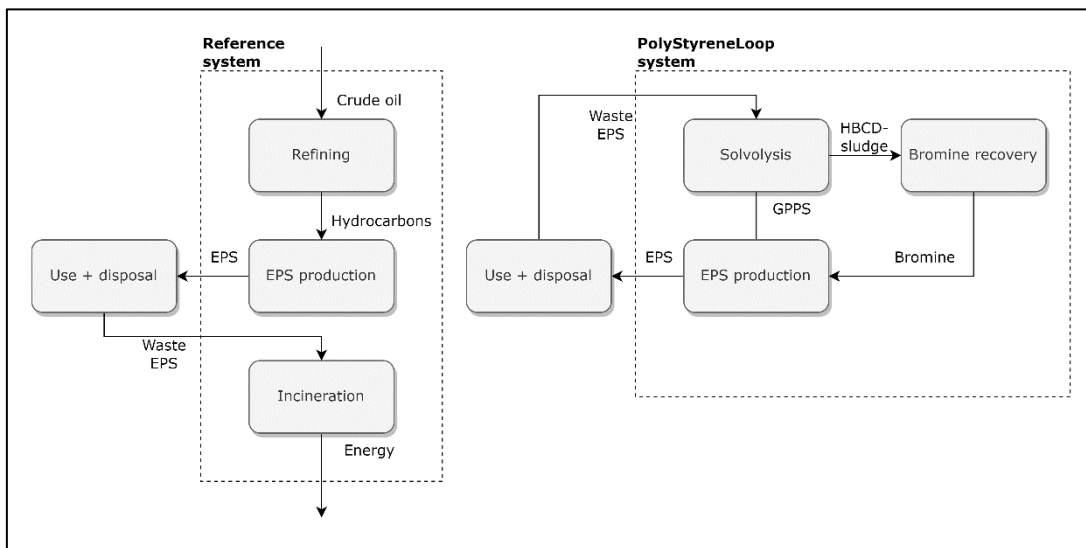 Reference
system
Crude oil
Refining
Hydrocarbons
Use + disposal
EPS
EPS production
Waste
EPS
Incineration
Energy
PolyStyreneLoop
system
Waste
EPS
Solvolysis
HBCD-
sludge
Bromine recovery
GPPS
Use + disposal
EPS
EPS production
Bromine